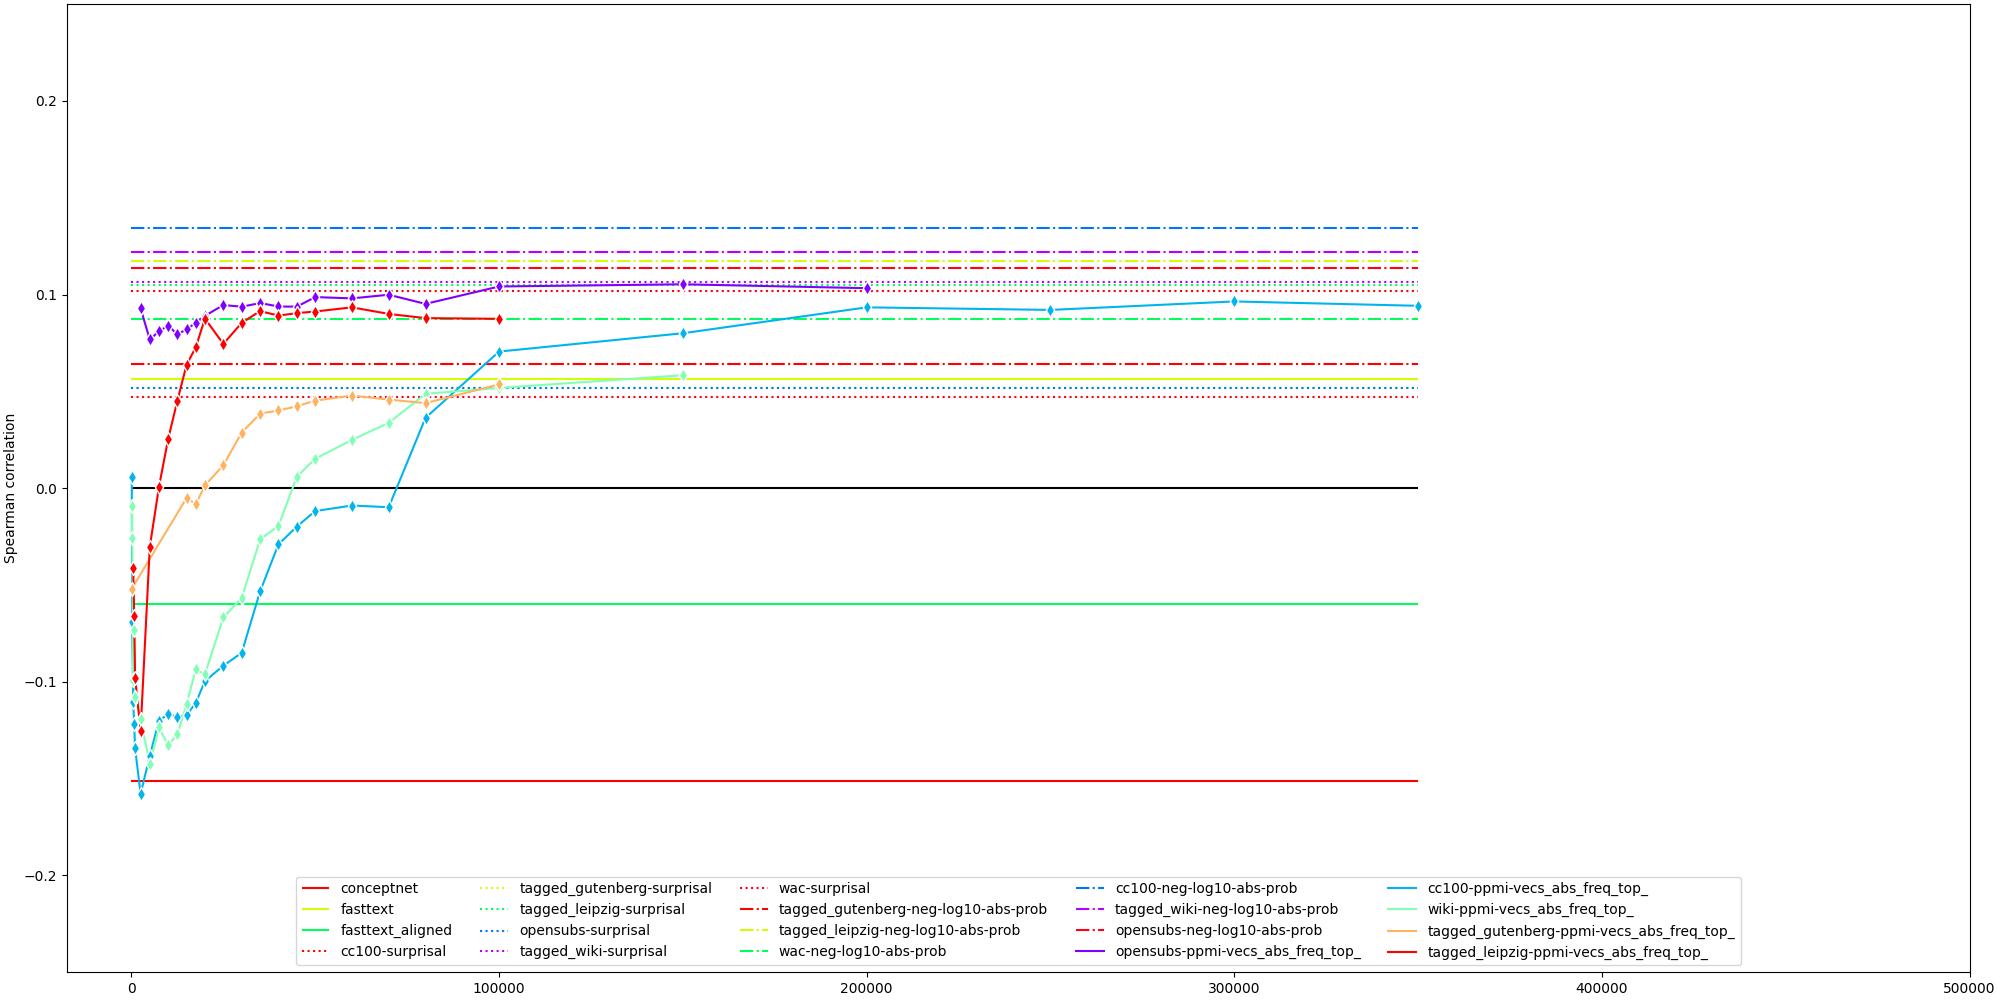 0.2
0.1
0.0
−0.1
−0.2
Spearman correlation
conceptnet
fasttext
fasttext_aligned
cc100-surprisal
tagged_gutenberg-surprisal
tagged_leipzig-surprisal
opensubs-surprisal
tagged_wiki-surprisal
wac-surprisal
tagged_gutenberg-neg-log10-abs-prob
tagged_leipzig-neg-log10-abs-prob
wac-neg-log10-abs-prob
cc100-neg-log10-abs-prob
tagged_wiki-neg-log10-abs-prob
opensubs-neg-log10-abs-prob
opensubs-ppmi-vecs_abs_freq_top_
cc100-ppmi-vecs_abs_freq_top_
wiki-ppmi-vecs_abs_freq_top_
tagged_gutenberg-ppmi-vecs_abs_freq_top_
tagged_leipzig-ppmi-vecs_abs_freq_top_
0
100000
200000
300000
400000
500000